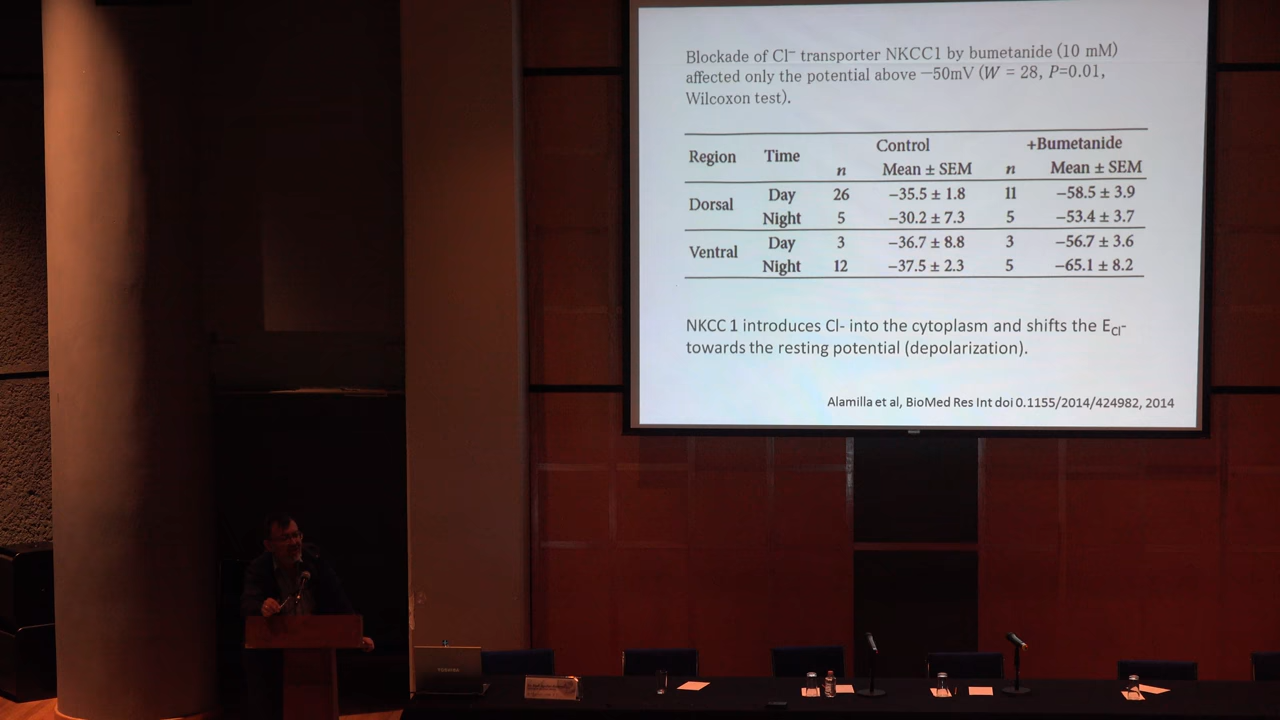 Blockade of Cl⁻ transporter NKCC1 by bumetanide (10 mM)
affected only the potential above −50mV (W = 28, P=0.01,
Wilcoxon test).
Region Time Control +Bumetanide
n Mean ± SEM n Mean ± SEM
Dorsal Day 26 −35.5 ± 1.8 11 −58.5 ± 3.9
Night 5 −30.2 ± 7.3 5 −53.4 ± 3.7
Ventral Day 3 −36.7 ± 8.8 3 −56.7 ± 3.6
Night 12 −37.5 ± 2.3 5 −65.1 ± 8.2
NKCC 1 introduces Cl- into the cytoplasm and shifts the E Cl-
towards the resting potential (depolarization).
Alamilla et al, BioMed Res Int doi 0.1155/2014/424982, 2014